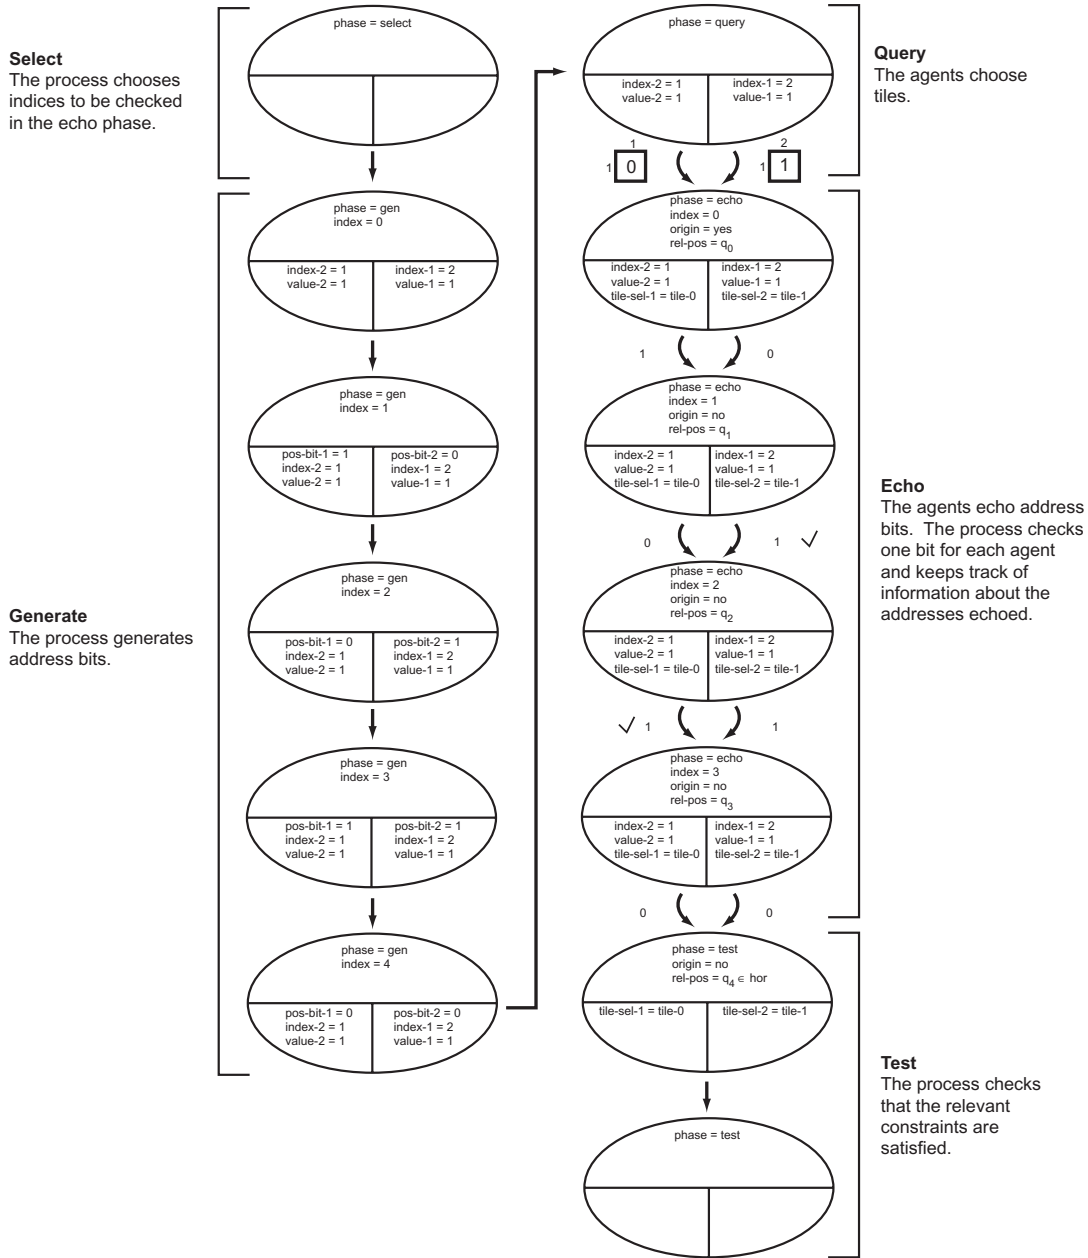 Select
The process chooses
indices to be checked
in the echo phase.
phase = select
phase = gen
index = 0
index-2 = 1
value-2 = 1
index-1 = 2
value-1 = 1
phase = gen
index = 1
pos-bit-1 = 1
index-2 = 1
value-2 = 1
pos-bit-2 = 0
index-1 = 2
value-1 = 1
Generate
The process generates
address bits.
phase = gen
index = 2
pos-bit-1 = 0
index-2 = 1
value-2 = 1
pos-bit-2 = 1
index-1 = 2
value-1 = 1
phase = gen
index = 3
pos-bit-1 = 1
index-2 = 1
value-2 = 1
pos-bit-2 = 1
index-1 = 2
value-1 = 1
phase = gen
index = 4
pos-bit-1 = 0
index-2 = 1
value-2 = 1
pos-bit-2 = 0
index-1 = 2
value-1 = 1
phase = query
index-2 = 1
value-2 = 1
index-1 = 2
value-1 = 1
Query
The agents choose
tiles.
1
1 0
2
1 1
phase = echo
index = 0
origin = yes
rel-pos = q0
index-2 = 1
value-2 = 1
tile-sel-1 = tile-0
index-1 = 2
value-1 = 1
tile-sel-2 = tile-1
1
0
phase = echo
index = 1
origin = no
rel-pos = q1
index-2 = 1
value-2 = 1
tile-sel-1 = tile-0
index-1 = 2
value-1 = 1
tile-sel-2 = tile-1
Echo
The agents echo address
bits. The process checks
one bit for each agent
and keeps track of
information about the
addresses echoed.
0
1 ✓
phase = echo
index = 2
origin = no
rel-pos = q2
index-2 = 1
value-2 = 1
tile-sel-1 = tile-0
index-1 = 2
value-1 = 1
tile-sel-2 = tile-1
✓ 1
1
phase = echo
index = 3
origin = no
rel-pos = q3
index-2 = 1
value-2 = 1
tile-sel-1 = tile-0
index-1 = 2
value-1 = 1
tile-sel-2 = tile-1
0
0
phase = test
origin = no
rel-pos = q4 ∈ hor
tile-sel-1 = tile-0
tile-sel-2 = tile-1
Test
The process checks
that the relevant
constraints are
satisfied.
phase = test